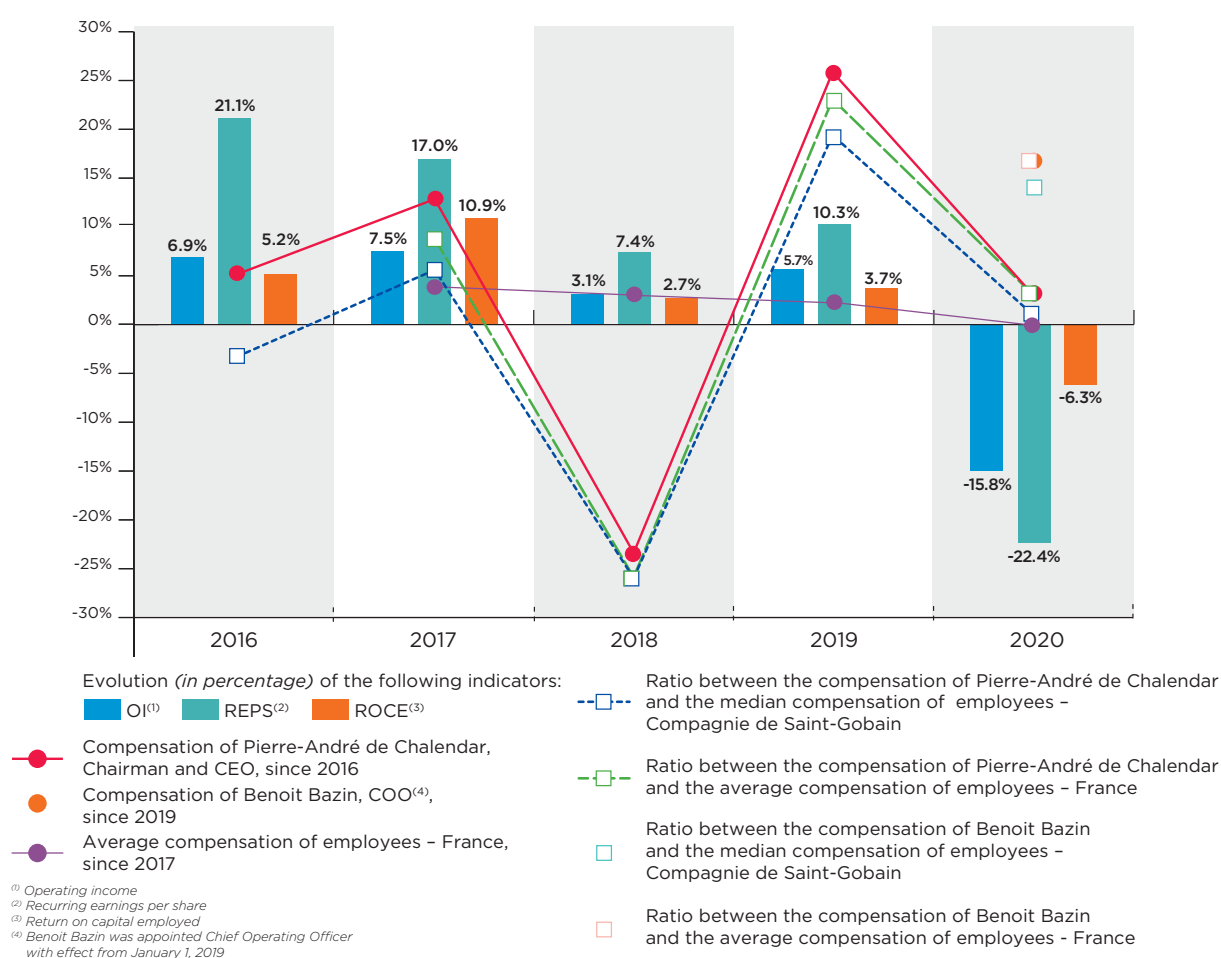 30%
25%
20%
15%
10%
5%
0%
-5%
-10%
-15%
-20%
-25%
-30%
6.9%
21.1%
5.2%
7.5%
17.0%
10.9%
3.1%
7.4%
2.7%
5.7%
10.3%
3.7%
-15.8%
-22.4%
-6.3%
2016 2017 2018 2019 2020
Evolution (in percentage) of the following indicators:
OI(1) REPS(2) ROCE(3)
Compensation of Pierre-André de Chalendar,
Chairman and CEO, since 2016
Compensation of Benoit Bazin, COO(4),
since 2019
Average compensation of employees – France,
since 2017
(1) Operating income
(2) Recurring earnings per share
(3) Return on capital employed
(4) Benoit Bazin was appointed Chief Operating Officer
with effect from January 1, 2019
Ratio between the compensation of Pierre-André de Chalendar
and the median compensation of employees –
Compagnie de Saint-Gobain
Ratio between the compensation of Pierre-André de Chalendar
and the average compensation of employees – France
Ratio between the compensation of Benoit Bazin
and the median compensation of employees –
Compagnie de Saint-Gobain
Ratio between the compensation of Benoit Bazin
and the average compensation of employees - France